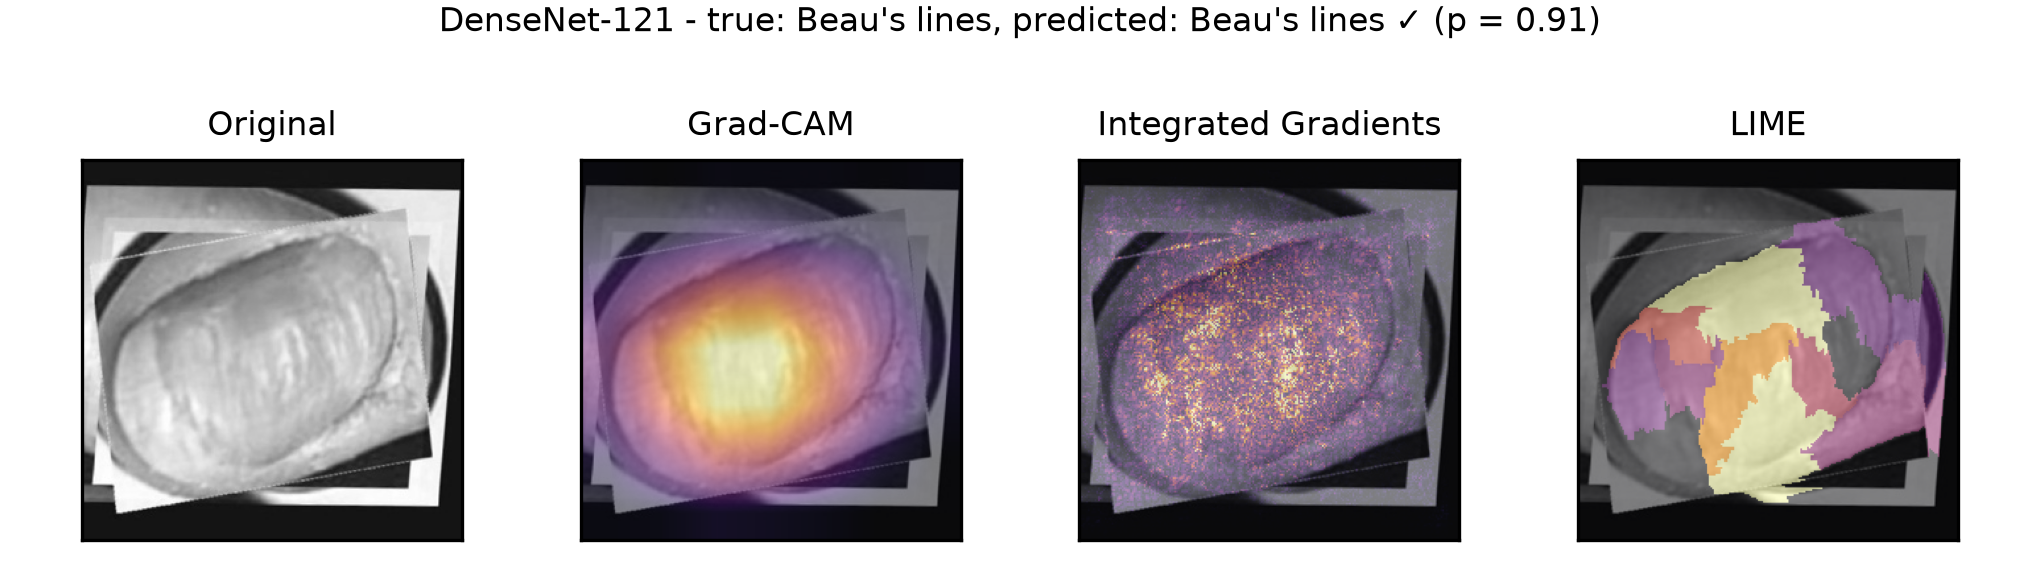 DenseNet-121 - true: Beau's lines, predicted: Beau's lines ✓ (p = 0.91)
Original
Grad-CAM
Integrated Gradients
LIME